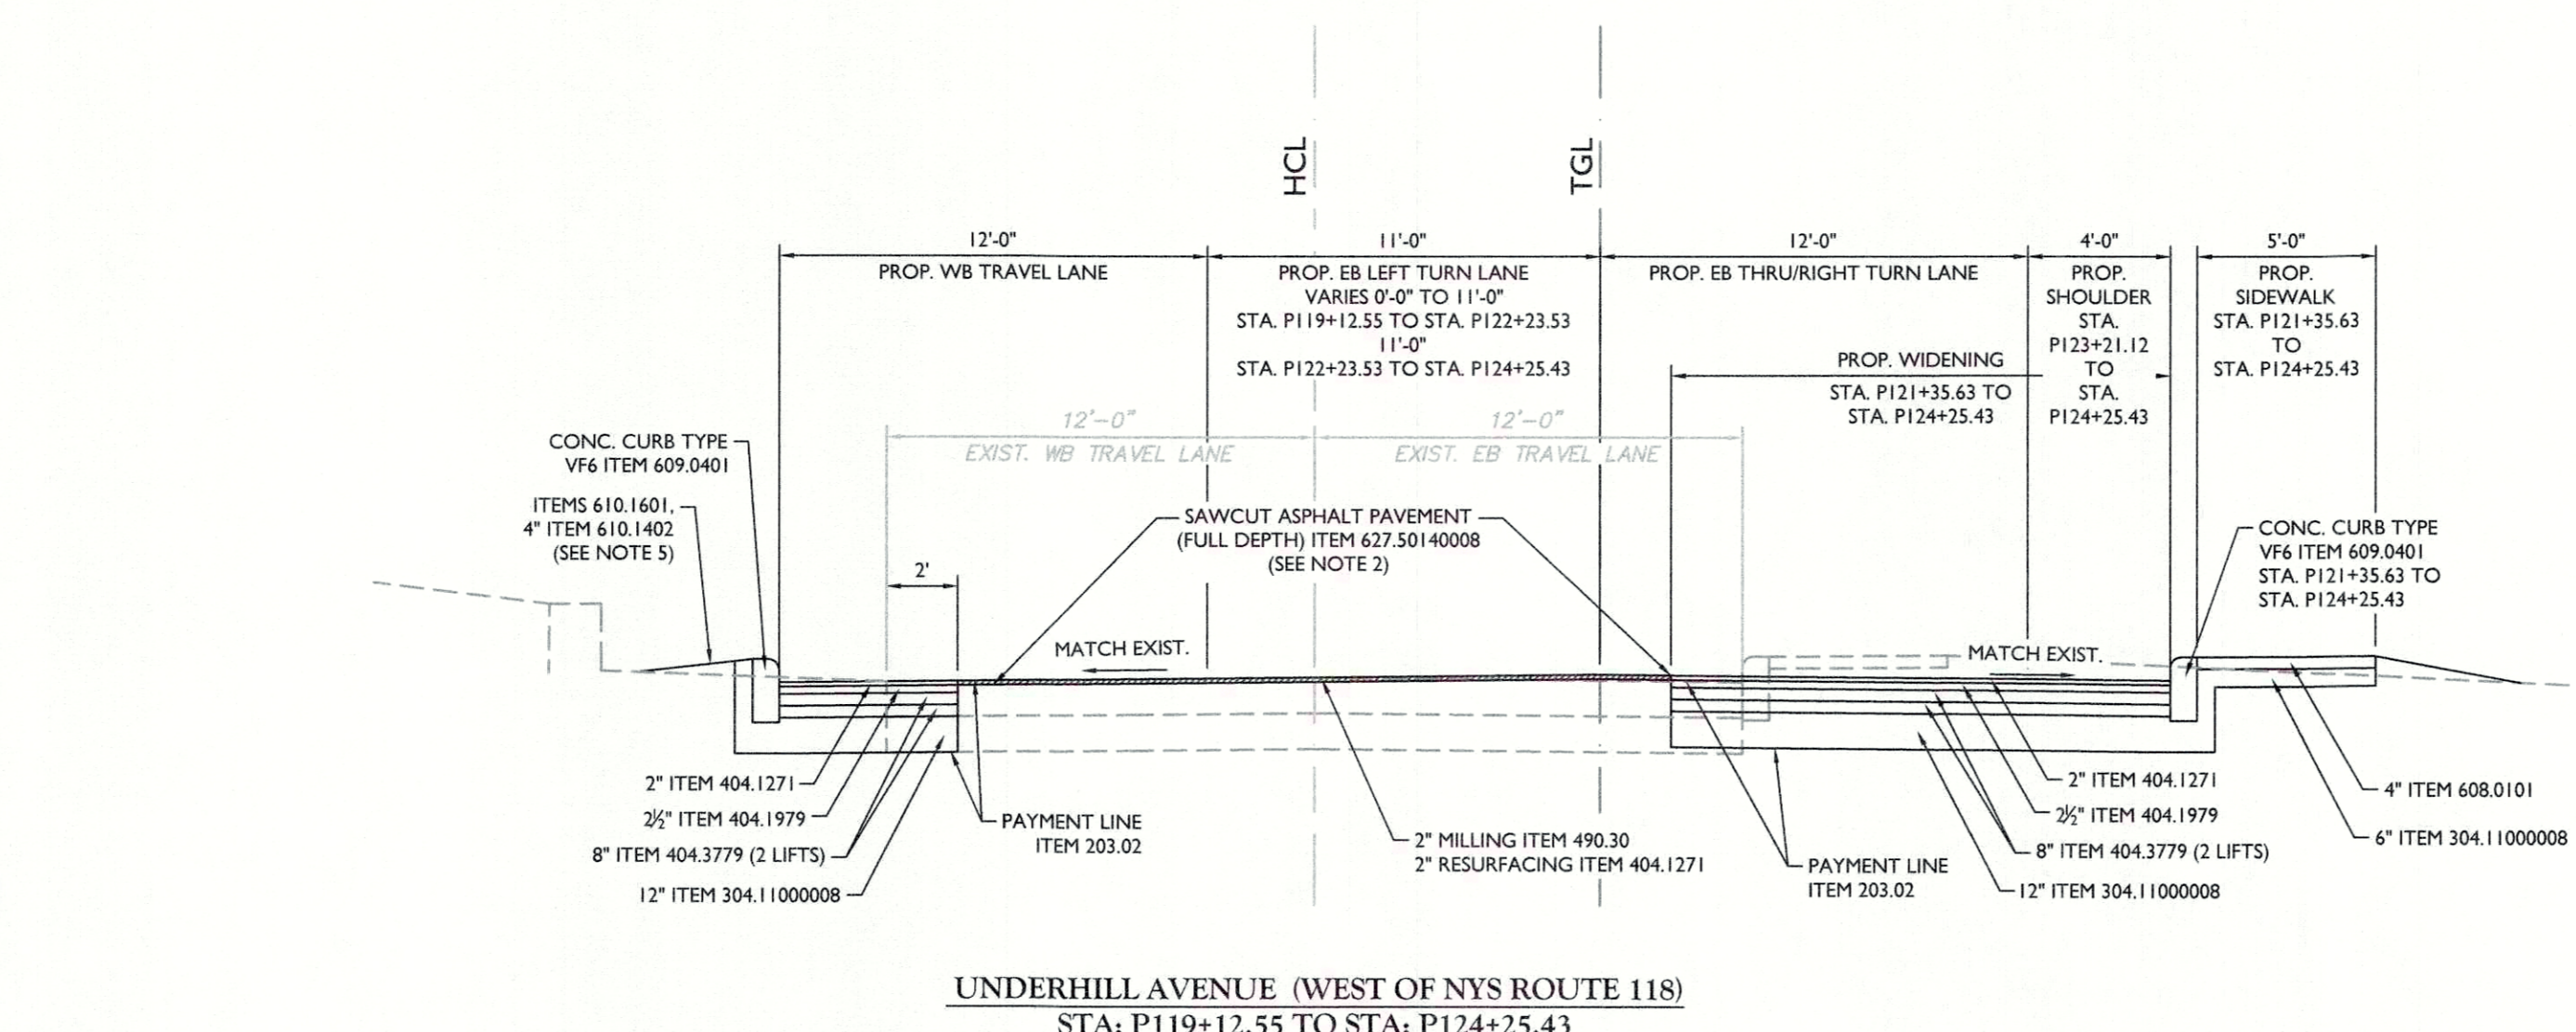 HCL
TGL
12'-0"
PROP. WB TRAVEL LANE
11'-0"
PROP. EB LEFT TURN LANE
VARIES 0'-0" TO 11'-0"
STA. P119+12.55 TO STA. P122+23.53
11'-0"
STA. P122+23.53 TO STA. P124+25.43
12'-0"
PROP. EB THRU/RIGHT TURN LANE
4'-0"
PROP.
SHOULDER
STA.
P123+21.12
TO
STA.
P124+25.43
5'-0"
PROP.
SIDEWALK
STA. P121+35.63
TO
STA. P124+25.43
PROP. WIDENING
STA. P121+35.63 TO
STA. P124+25.43
12'-0"
EXIST. WB TRAVEL LANE
12'-0"
EXIST. EB TRAVEL LANE
CONC. CURB TYPE
VF6 ITEM 609.0401
ITEMS 610.1601,
4" ITEM 610.1402
(SEE NOTE 5)
2'
SAWCUT ASPHALT PAVEMENT
(FULL DEPTH) ITEM 627.50140008
(SEE NOTE 2)
CONC. CURB TYPE
VF6 ITEM 609.0401
STA. P121+35.63 TO
STA. P124+25.43
MATCH EXIST.
MATCH EXIST.
2" ITEM 404.1271
2½" ITEM 404.1979
8" ITEM 404.3779 (2 LIFTS)
12" ITEM 304.11000008
PAYMENT LINE
ITEM 203.02
2" MILLING ITEM 490.30
2" RESURFACING ITEM 404.1271
PAYMENT LINE
ITEM 203.02
2" ITEM 404.1271
2½" ITEM 404.1979
8" ITEM 404.3779 (2 LIFTS)
12" ITEM 304.11000008
4" ITEM 608.0101
6" ITEM 304.11000008
UNDERHILL AVENUE (WEST OF NYS ROUTE 118)
STA: P119+12.55 TO STA: P124+25.43